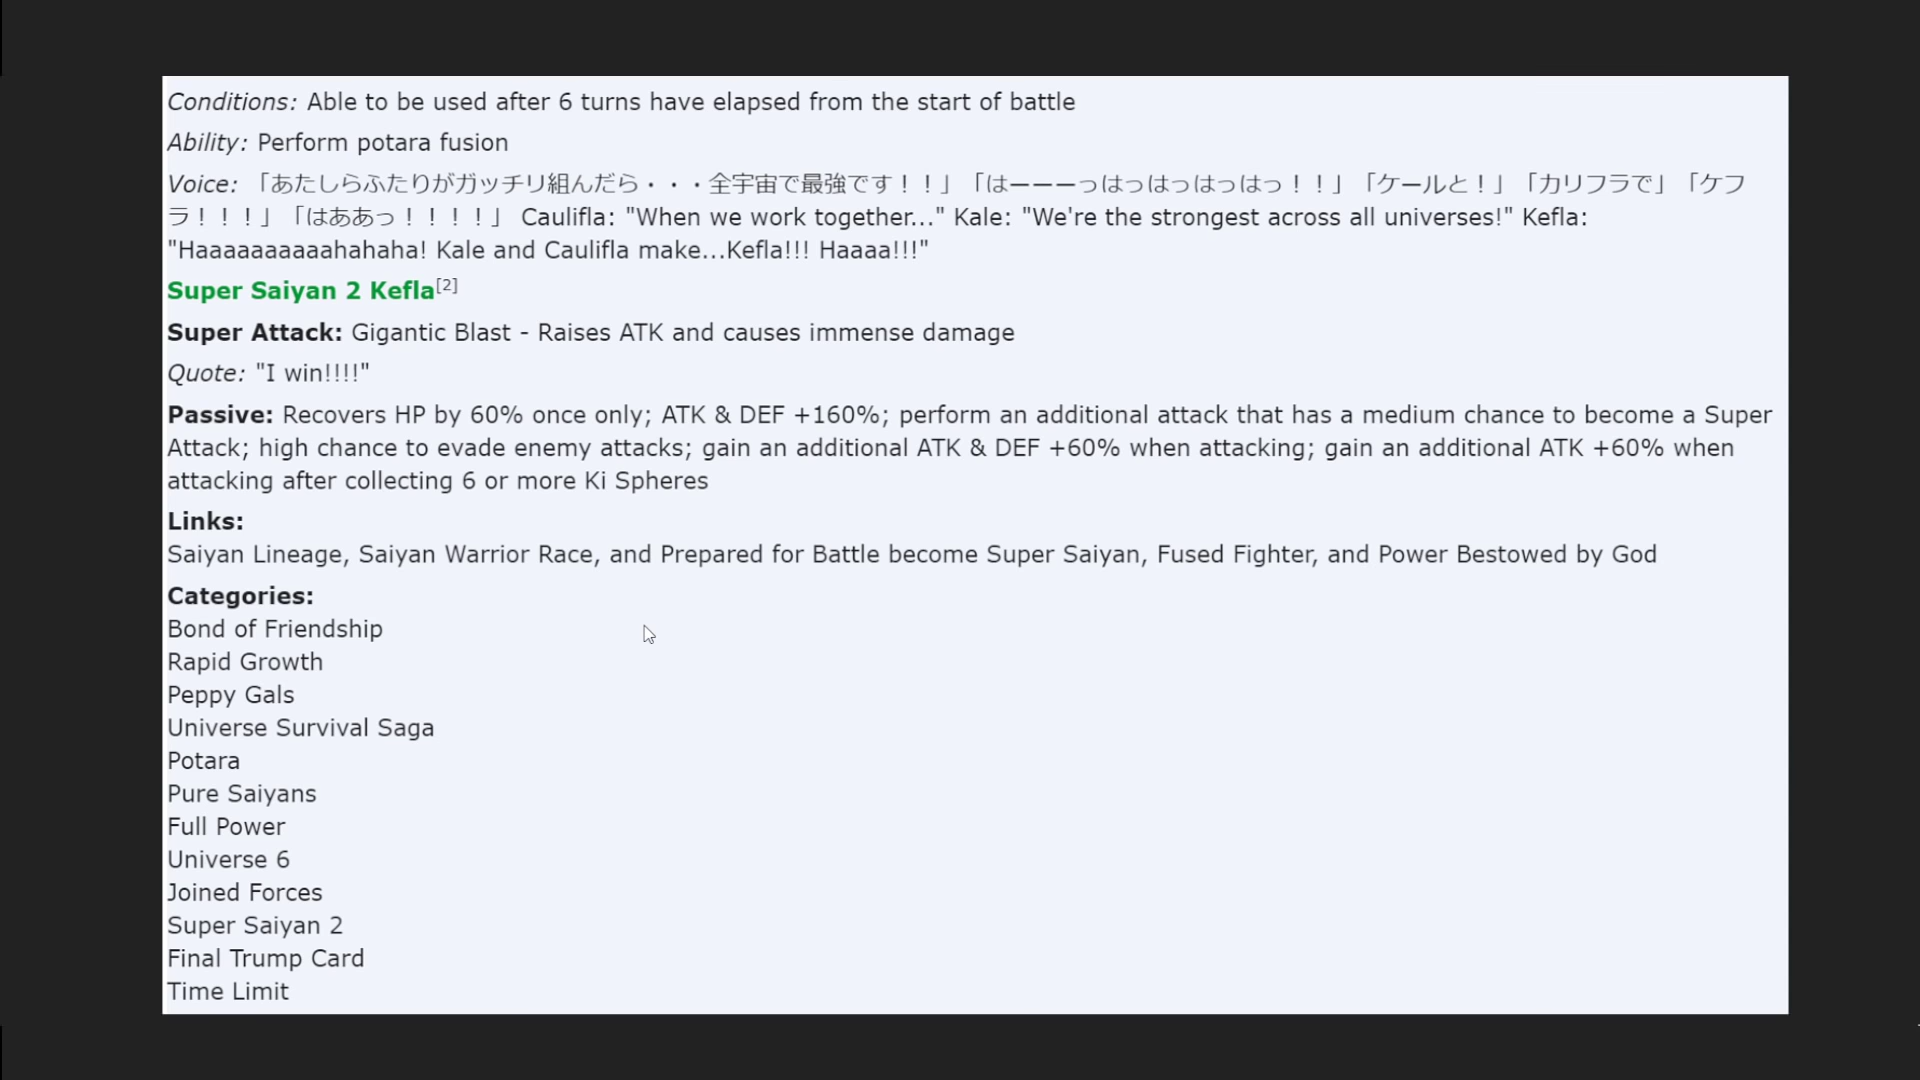 Conditions: Able to be used after 6 turns have elapsed from the start of battle
Ability: Perform potara fusion
Voice: 「あたしらふたりがガッチリ組んだら・・・全宇宙で最強です！！」「はーーーっはっはっはっはっ！！」「ケールと！」「カリフラで」「ケフ
ラ！！！」「はああっ！！！！」 Caulifla: "When we work together..." Kale: "We're the strongest across all universes!" Kefla:
"Haaaaaaaaaahahaha! Kale and Caulifla make...Kefla!!! Haaaa!!!"
Super Saiyan 2 Kefla[2]
Super Attack: Gigantic Blast - Raises ATK and causes immense damage
Quote: "I win!!!!"
Passive: Recovers HP by 60% once only; ATK & DEF +160%; perform an additional attack that has a medium chance to become a Super
Attack; high chance to evade enemy attacks; gain an additional ATK & DEF +60% when attacking; gain an additional ATK +60% when
attacking after collecting 6 or more Ki Spheres
Links:
Saiyan Lineage, Saiyan Warrior Race, and Prepared for Battle become Super Saiyan, Fused Fighter, and Power Bestowed by God
Categories:
Bond of Friendship
Rapid Growth
Peppy Gals
Universe Survival Saga
Potara
Pure Saiyans
Full Power
Universe 6
Joined Forces
Super Saiyan 2
Final Trump Card
Time Limit